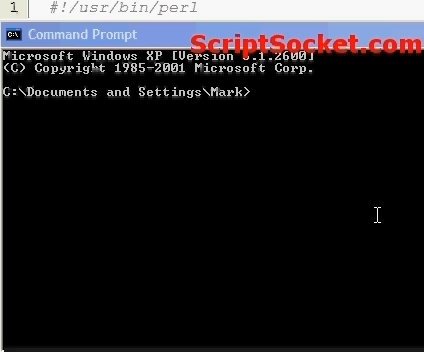 1 #!/usr/bin/perl
Command Prompt
ScriptSocket.com
Microsoft Windows XP [Version 5.1.2600]
(C) Copyright 1985-2001 Microsoft Corp.
C:\Documents and Settings\Mark>